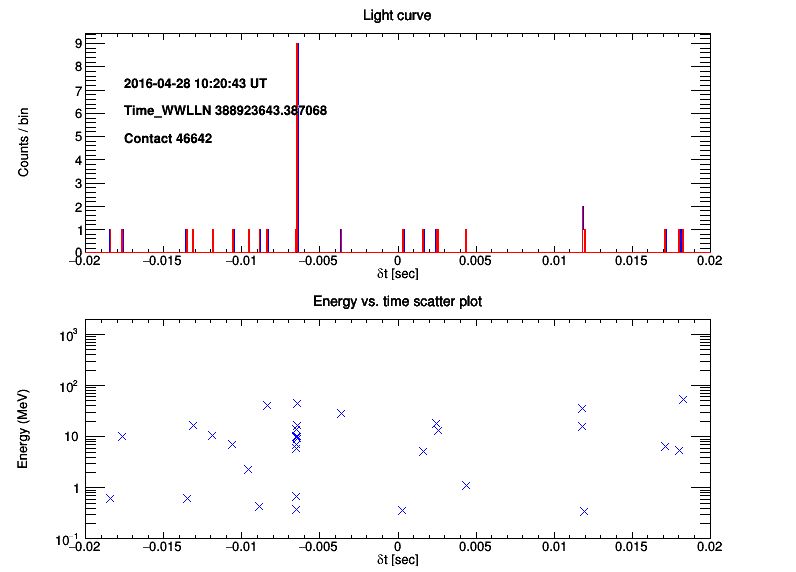 Light curve
Counts / bin
9
8
7
6
5
4
3
2
1
0
2016-04-28 10:20:43 UT
Time_WWLLN 388923643.387068
Contact 46642
−0.02 −0.015 −0.01 −0.005 0 0.005 0.01 0.015 0.02
δt [sec]
Energy vs. time scatter plot
Energy (MeV)
10³
10²
10
1
10⁻¹
−0.02 −0.015 −0.01 −0.005 0 0.005 0.01 0.015 0.02
δt [sec]